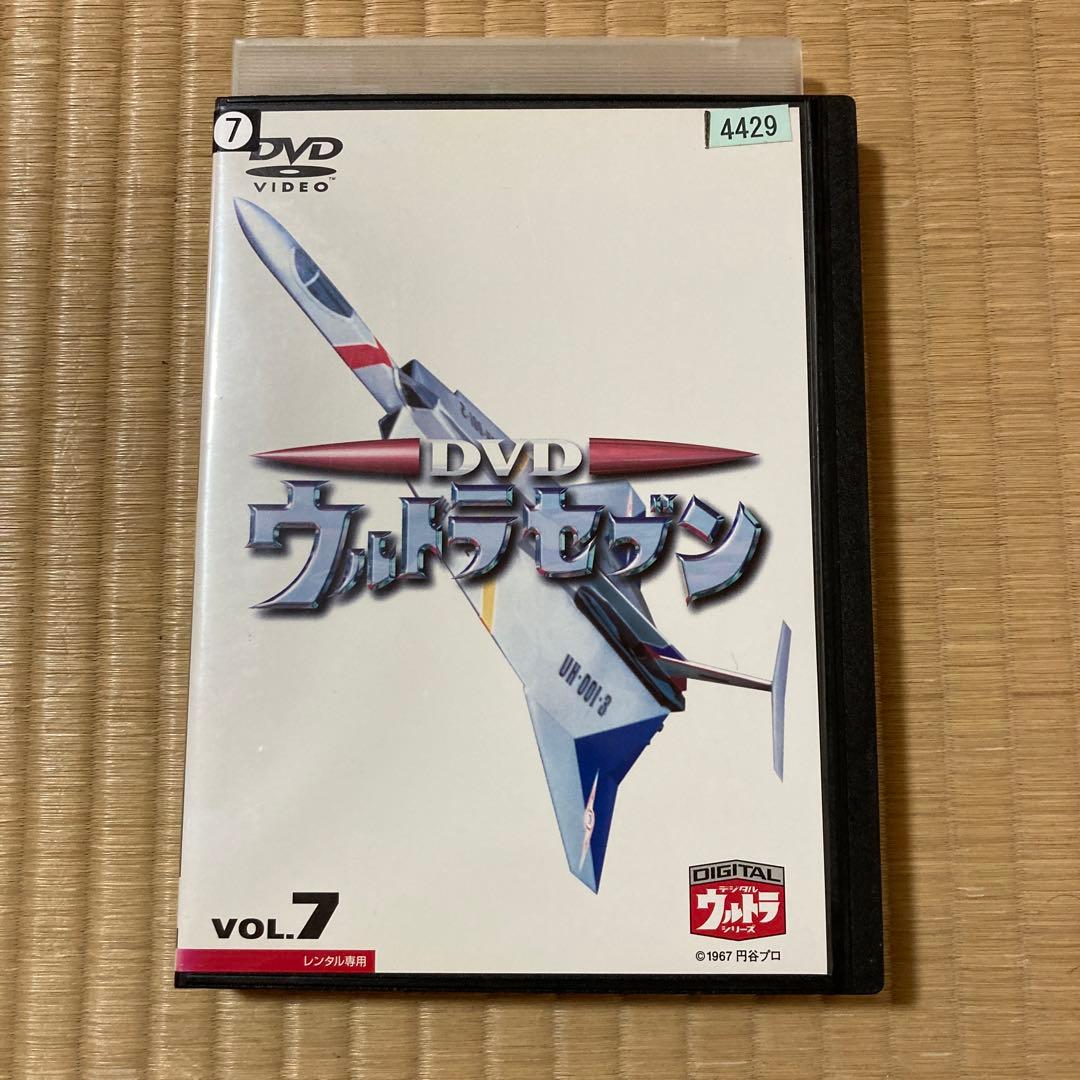 7
DVD
VIDEO
TM
4429
DVD
ウルトラセブン
UH-001-3
VOL.7
レンタル専用
DIGITAL
デジタル
ウルトラ
シリーズ
©1967 円谷プロ